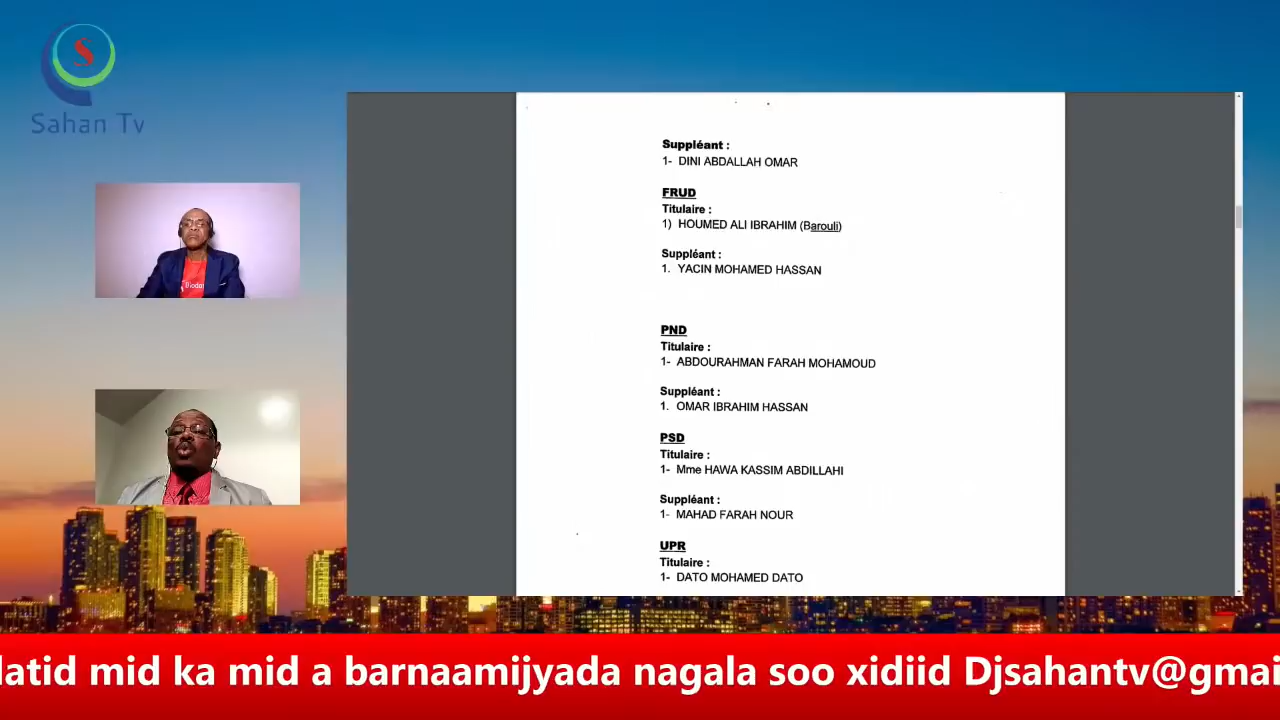 S
Sahan Tv
Suppléant :
1- DINI ABDALLAH OMAR
FRUD
Titulaire :
1) HOUMED ALI IBRAHIM (Barouli)
Suppléant :
1. YACIN MOHAMED HASSAN
PND
Titulaire :
1- ABDOURAHMAN FARAH MOHAMOUD
Suppléant :
1. OMAR IBRAHIM HASSAN
PSD
Titulaire :
1- Mme HAWA KASSIM ABDILLAHI
Suppléant :
1- MAHAD FARAH NOUR
UPR
Titulaire :
1- DATO MOHAMED DATO
latid mid ka mid a barnaamijyada nagala soo xidiid Djsahantv@gmai